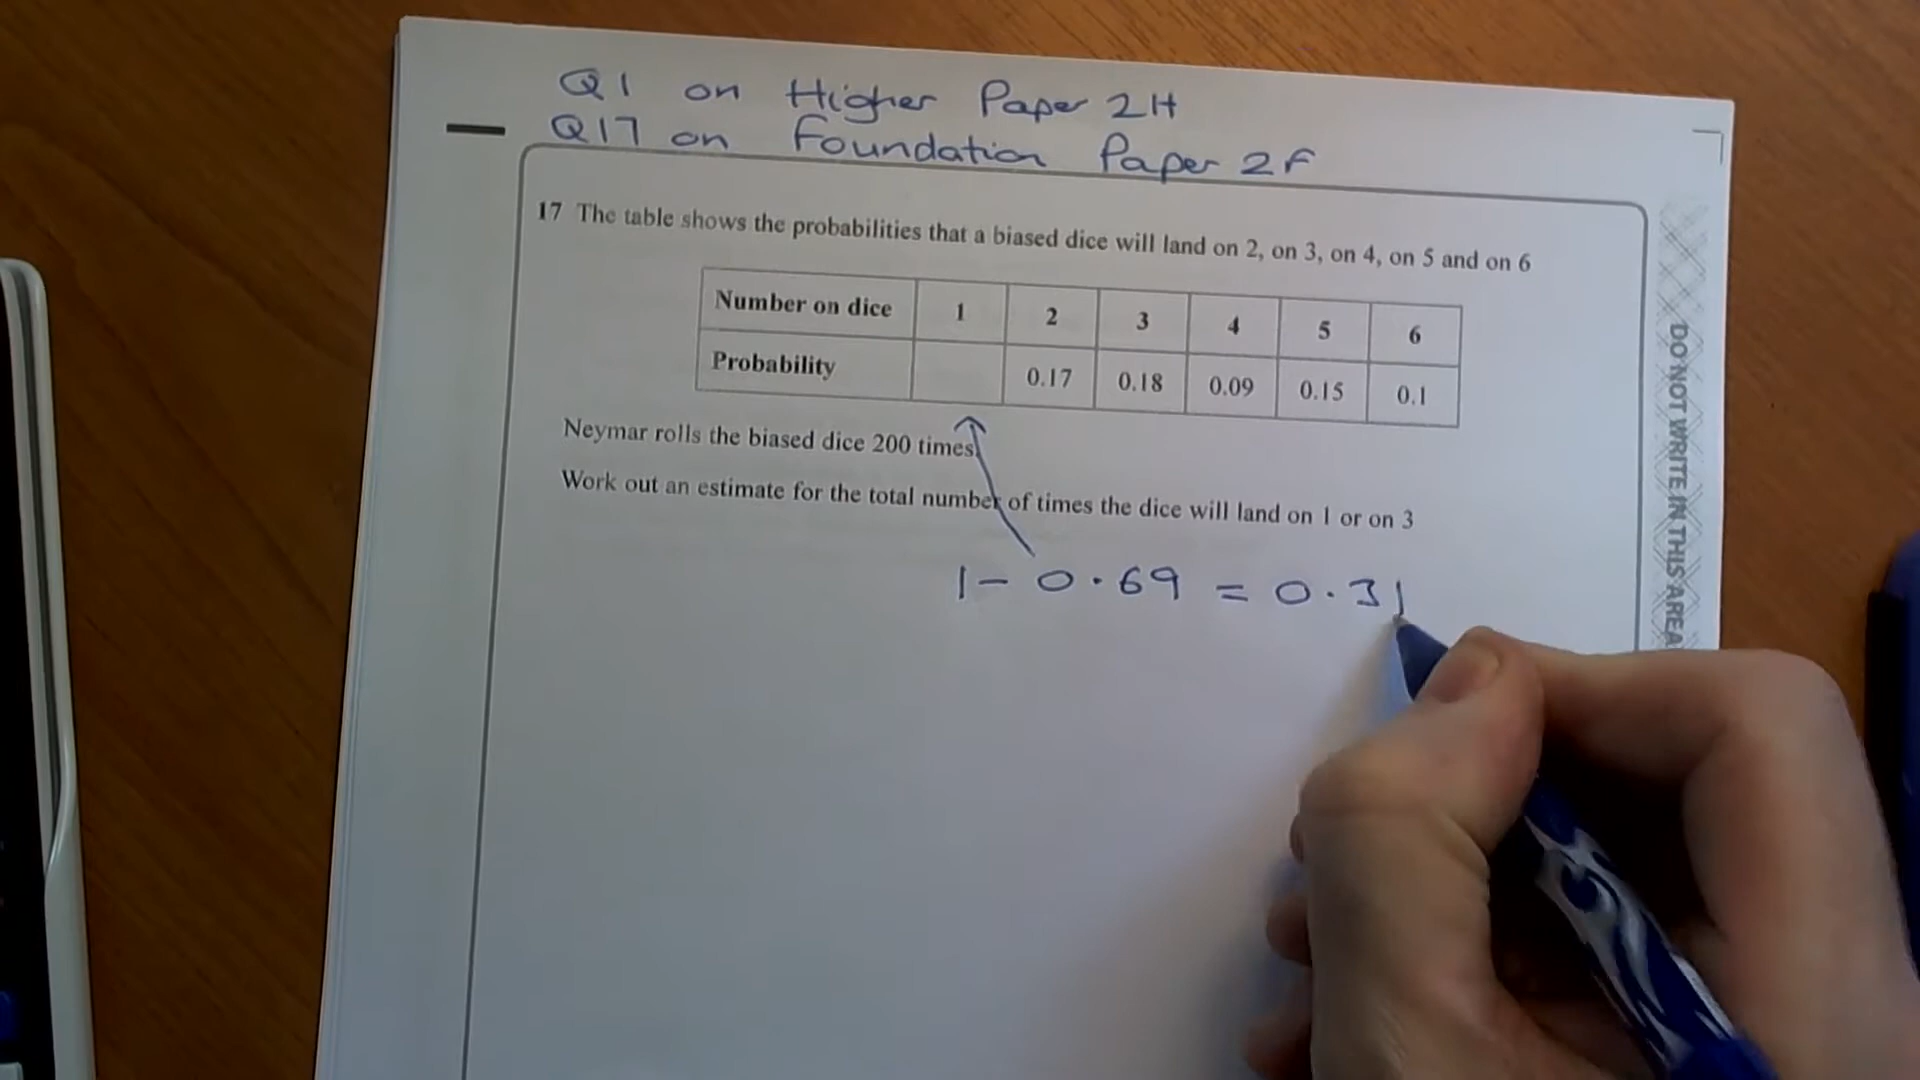 Q1 on Higher Paper 2H
Q17 on Foundation Paper 2F
17 The table shows the probabilities that a biased dice will land on 2, on 3, on 4, on 5 and on 6
Number on dice 1 2 3 4 5 6
Probability 0.17 0.18 0.09 0.15 0.1
Neymar rolls the biased dice 200 times.
Work out an estimate for the total number of times the dice will land on 1 or on 3
1 - 0.69 = 0.31
DO NOT WRITE IN THIS AREA